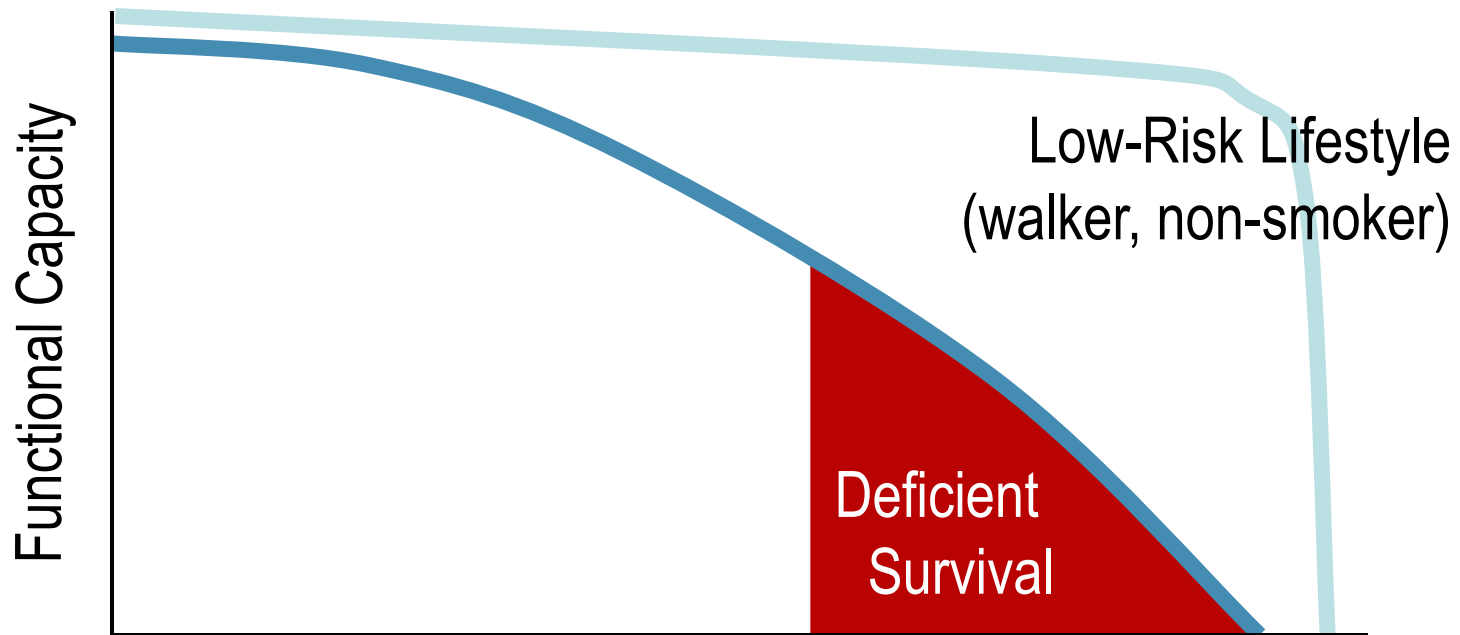 Functional Capacity
Low-Risk Lifestyle
(walker, non-smoker)
Deficient
Survival